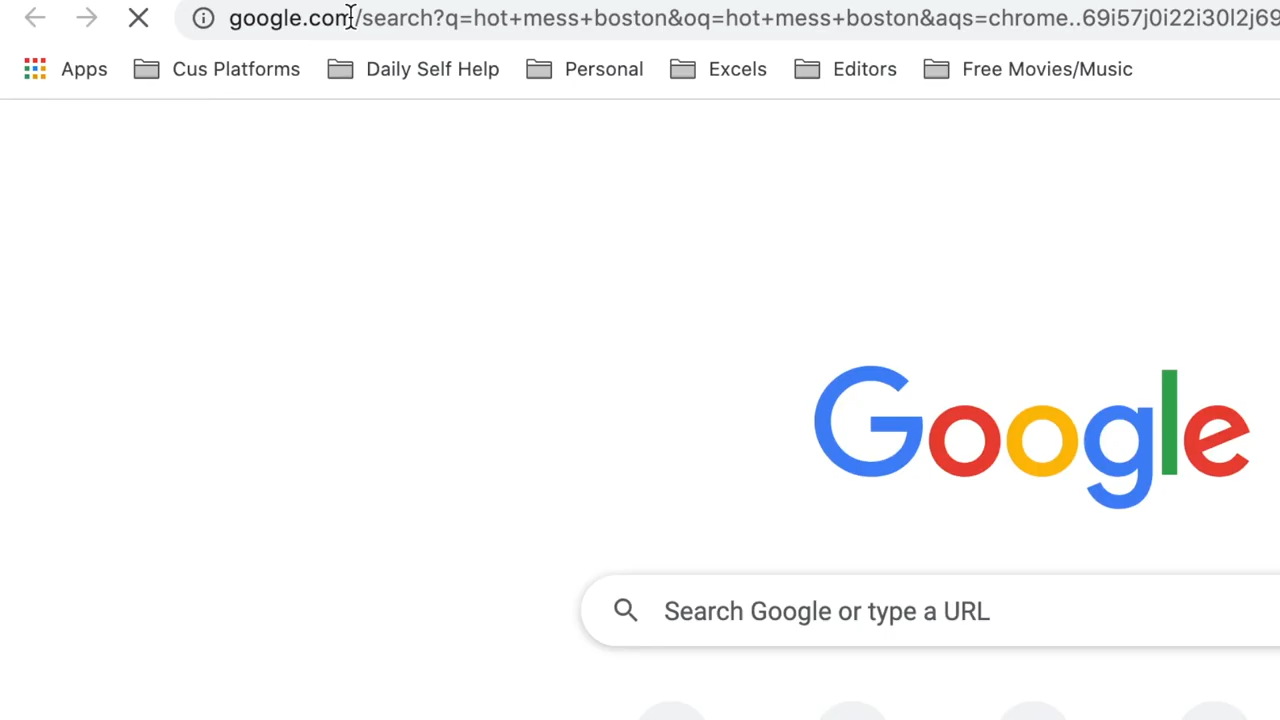 google.com/search?q=hot+mess+boston&oq=hot+mess+boston&aqs=chrome..69i57j0i22i30l2j69
Apps Cus Platforms Daily Self Help Personal Excels Editors Free Movies/Music
Google
Search Google or type a URL